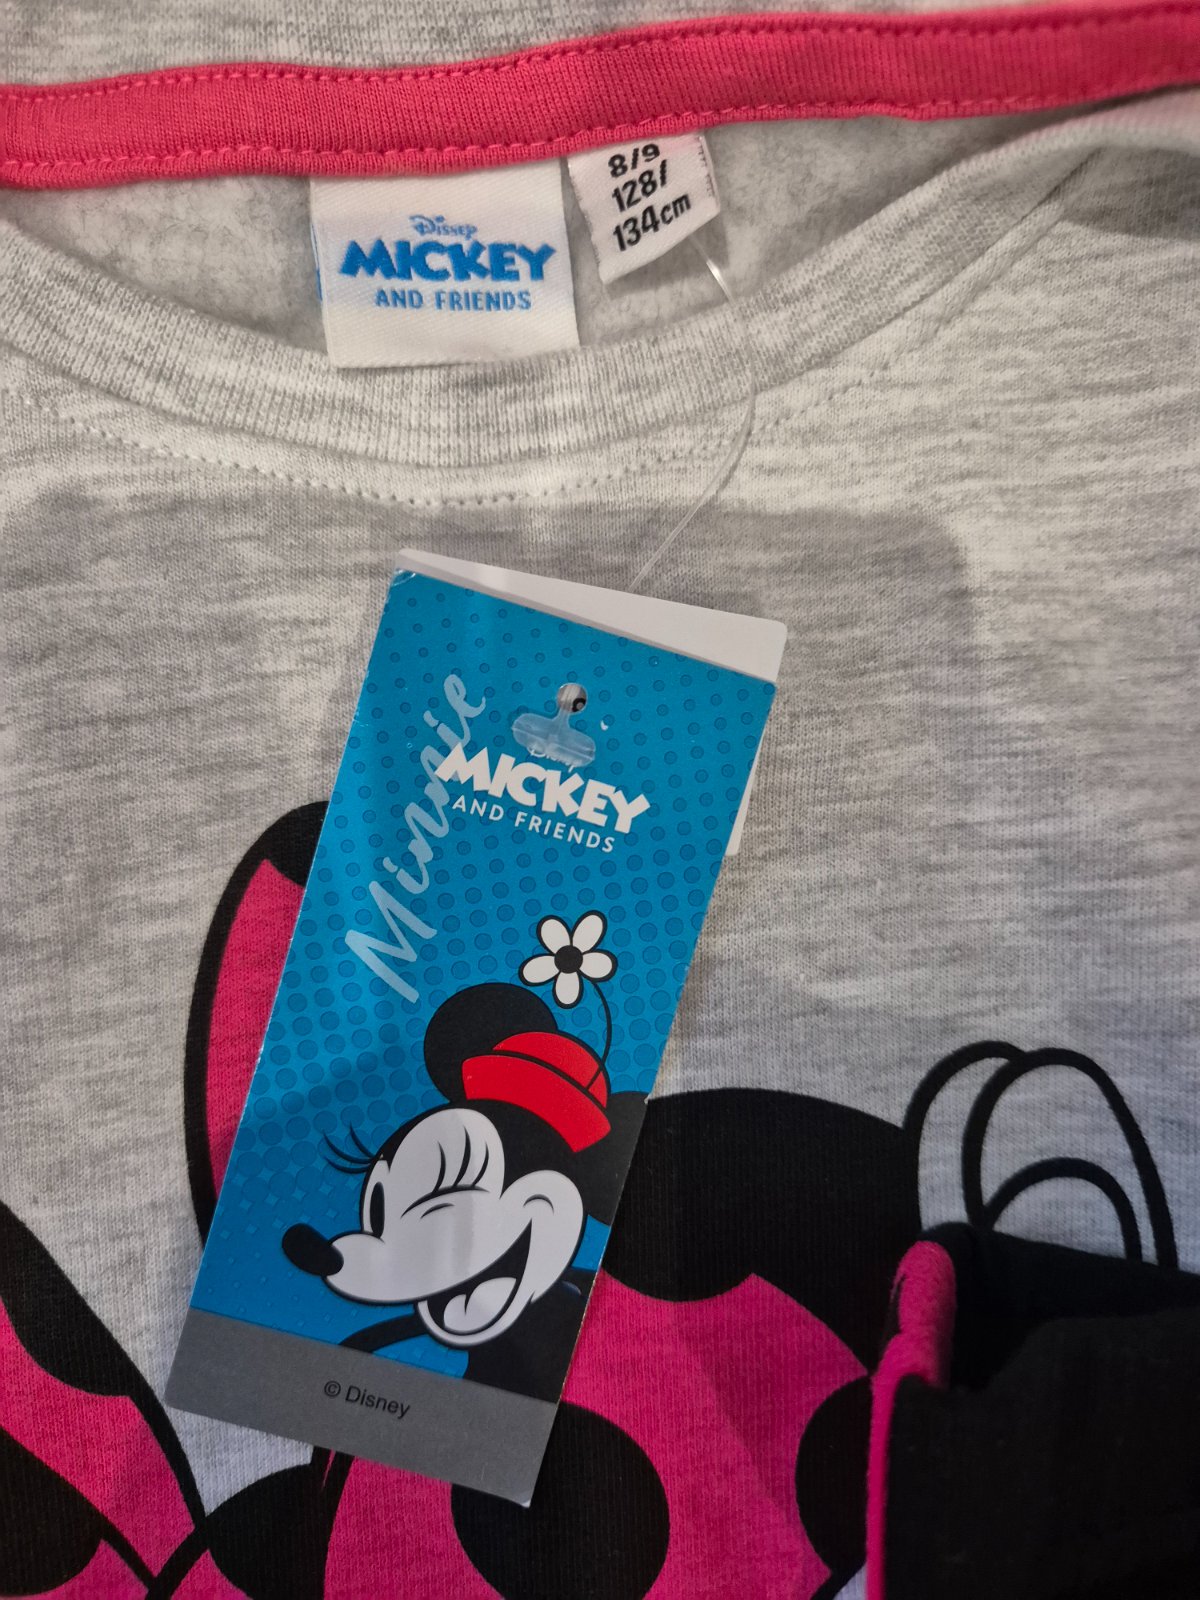 Disney
MICKEY
AND FRIENDS
8/9
128/
134cm
Minnie
Disney
MICKEY
AND FRIENDS
© Disney